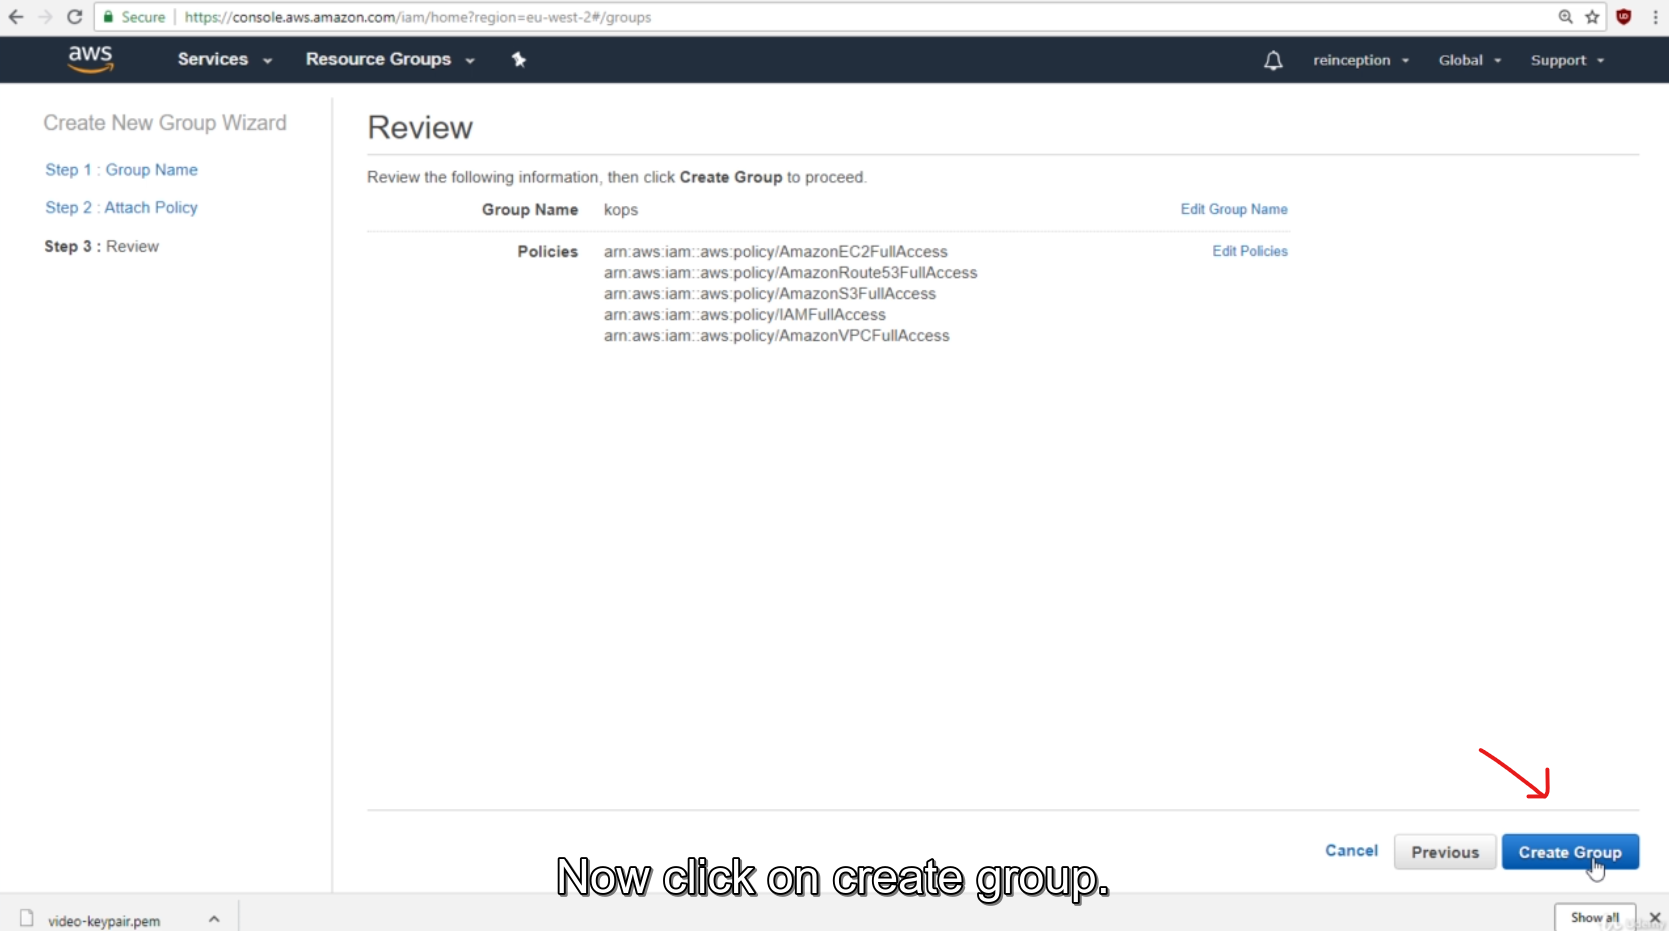 Secure https://console.aws.amazon.com/iam/home?region=eu-west-2#/groups
aws Services Resource Groups reinception Global Support
Create New Group Wizard
Step 1 : Group Name
Step 2 : Attach Policy
Step 3 : Review
Review
Review the following information, then click Create Group to proceed.
Group Name kops Edit Group Name
Policies arn:aws:iam::aws:policy/AmazonEC2FullAccess Edit Policies
arn:aws:iam::aws:policy/AmazonRoute53FullAccess
arn:aws:iam::aws:policy/AmazonS3FullAccess
arn:aws:iam::aws:policy/IAMFullAccess
arn:aws:iam::aws:policy/AmazonVPCFullAccess
Cancel Previous Create Group
Now click on create group.
video-keypair.pem Show all